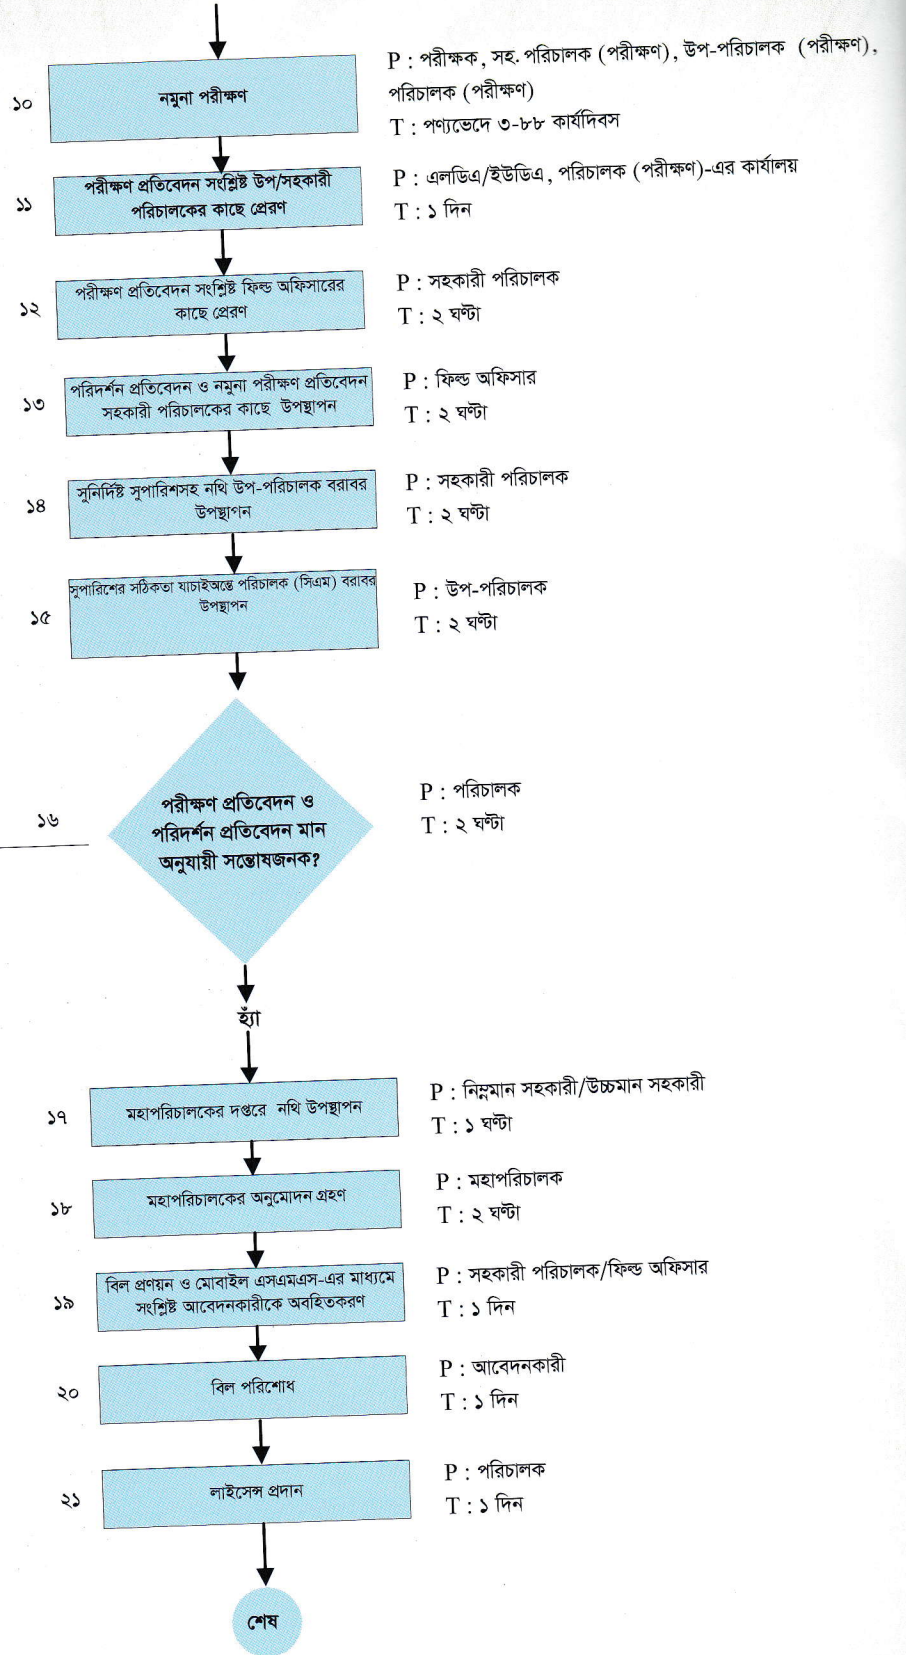 ১০
নমুনা পরীক্ষণ
P : পরীক্ষক, সহ. পরিচালক (পরীক্ষণ), উপ-পরিচালক (পরীক্ষণ),
পরিচালক (পরীক্ষণ)
T : পণ্যভেদে ৩-৮৮ কার্যদিবস
১১
পরীক্ষণ প্রতিবেদন সংশ্লিষ্ট উপ/সহকারী
পরিচালকের কাছে প্রেরণ
P : এলডিএ/ইউডিএ, পরিচালক (পরীক্ষণ)-এর কার্যালয়
T : ১ দিন
১২
পরীক্ষণ প্রতিবেদন সংশ্লিষ্ট ফিল্ড অফিসারের
কাছে প্রেরণ
P : সহকারী পরিচালক
T : ২ ঘণ্টা
১৩
পরিদর্শন প্রতিবেদন ও নমুনা পরীক্ষণ প্রতিবেদন
সহকারী পরিচালকের কাছে উপস্থাপন
P : ফিল্ড অফিসার
T : ২ ঘণ্টা
১৪
সুনির্দিষ্ট সুপারিশসহ নথি উপ-পরিচালক বরাবর
উপস্থাপন
P : সহকারী পরিচালক
T : ২ ঘণ্টা
১৫
সুপারিশের সঠিকতা যাচাইঅন্তে পরিচালক (সিএম) বরাবর
উপস্থাপন
P : উপ-পরিচালক
T : ২ ঘণ্টা
১৬
পরীক্ষণ প্রতিবেদন ও
পরিদর্শন প্রতিবেদন মান
অনুযায়ী সন্তোষজনক?
P : পরিচালক
T : ২ ঘণ্টা
হ্যাঁ
১৭
মহাপরিচালকের দপ্তরে নথি উপস্থাপন
P : নিম্নমান সহকারী/উচ্চমান সহকারী
T : ১ ঘণ্টা
১৮
মহাপরিচালকের অনুমোদন গ্রহণ
P : মহাপরিচালক
T : ২ ঘণ্টা
১৯
বিল প্রণয়ন ও মোবাইল এসএমএস-এর মাধ্যমে
সংশ্লিষ্ট আবেদনকারীকে অবহিতকরণ
P : সহকারী পরিচালক/ফিল্ড অফিসার
T : ১ দিন
২০
বিল পরিশোধ
P : আবেদনকারী
T : ১ দিন
২১
লাইসেন্স প্রদান
P : পরিচালক
T : ১ দিন
শেষ